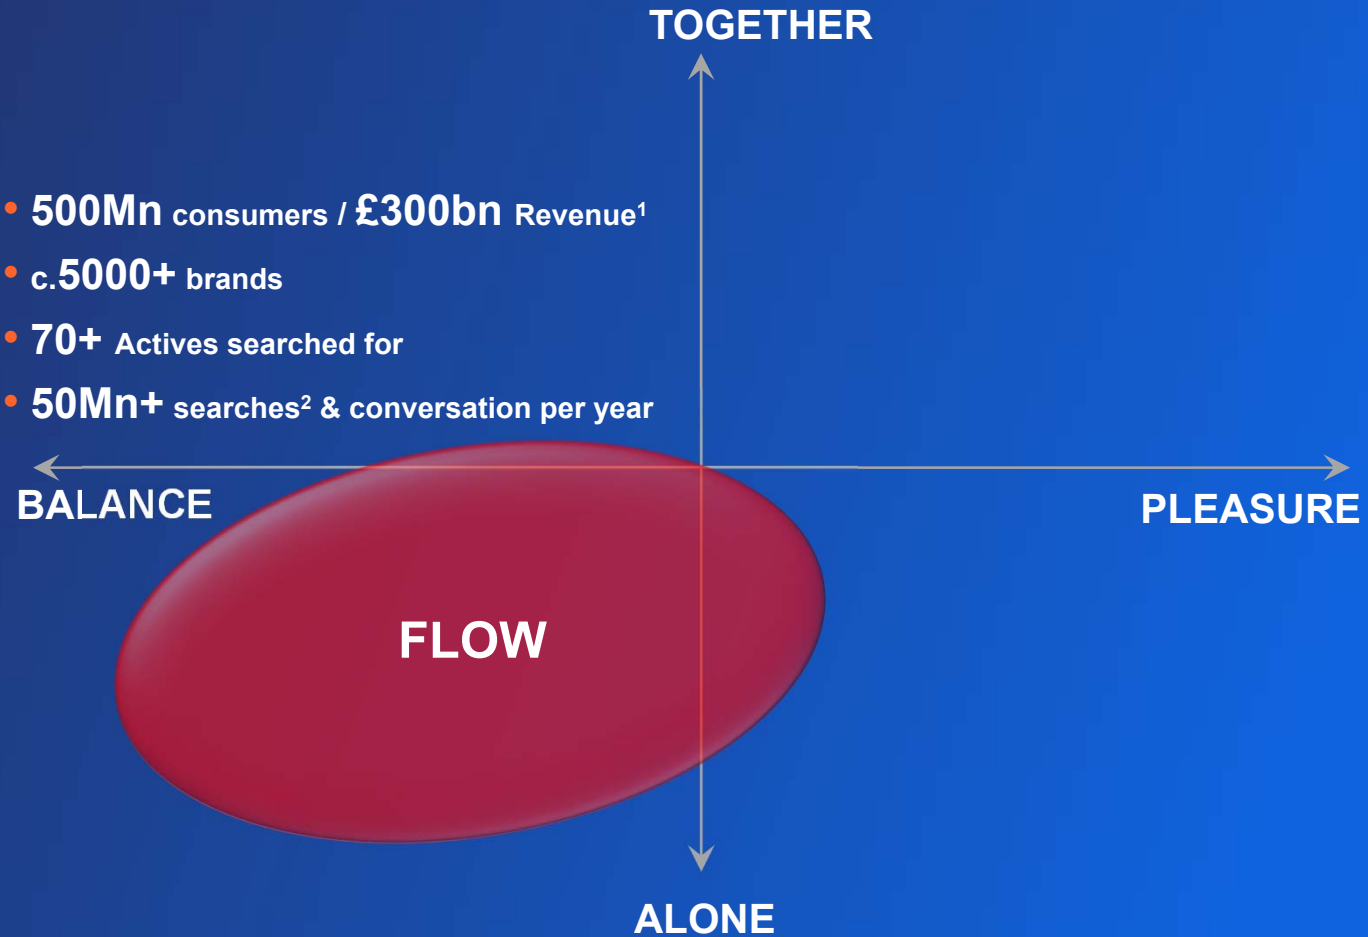 TOGETHER
• 500Mn consumers / £300bn Revenue¹
• c.5000+ brands
• 70+ Actives searched for
• 50Mn+ searches² & conversation per year
BALANCE
PLEASURE
FLOW
ALONE